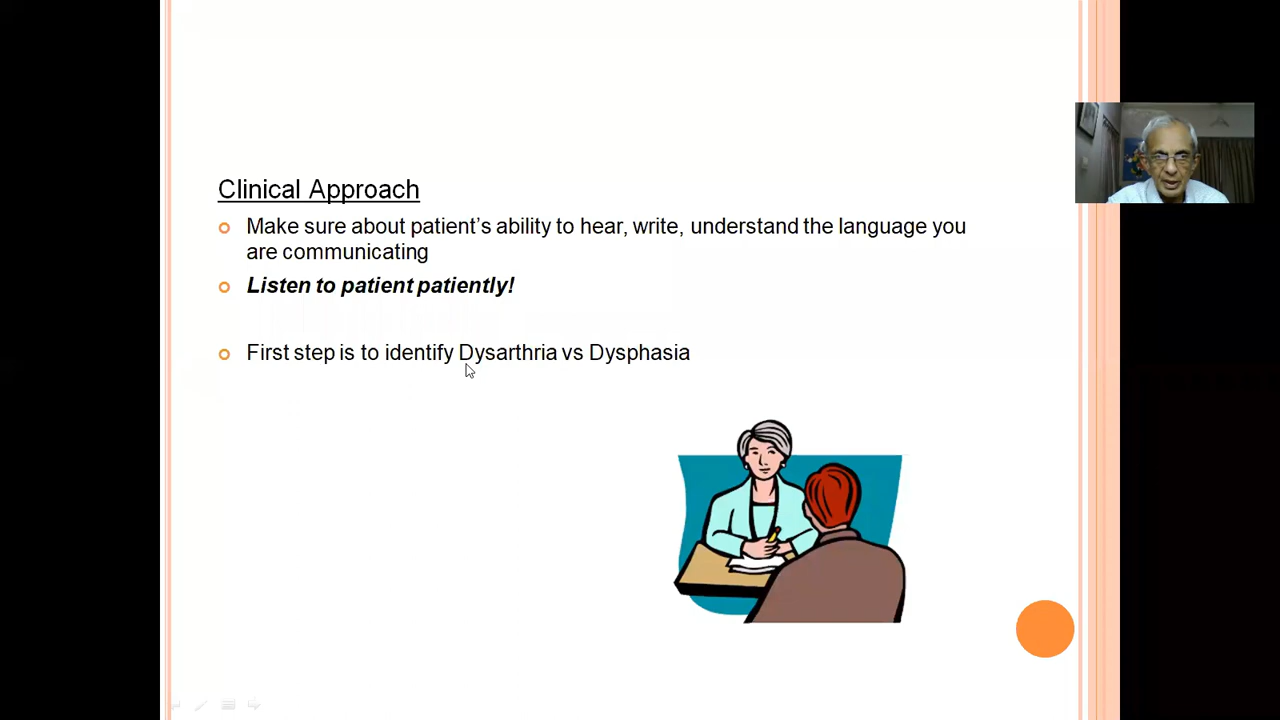 Clinical Approach
Make sure about patient's ability to hear, write, understand the language you
are communicating
Listen to patient patiently!
First step is to identify Dysarthria vs Dysphasia